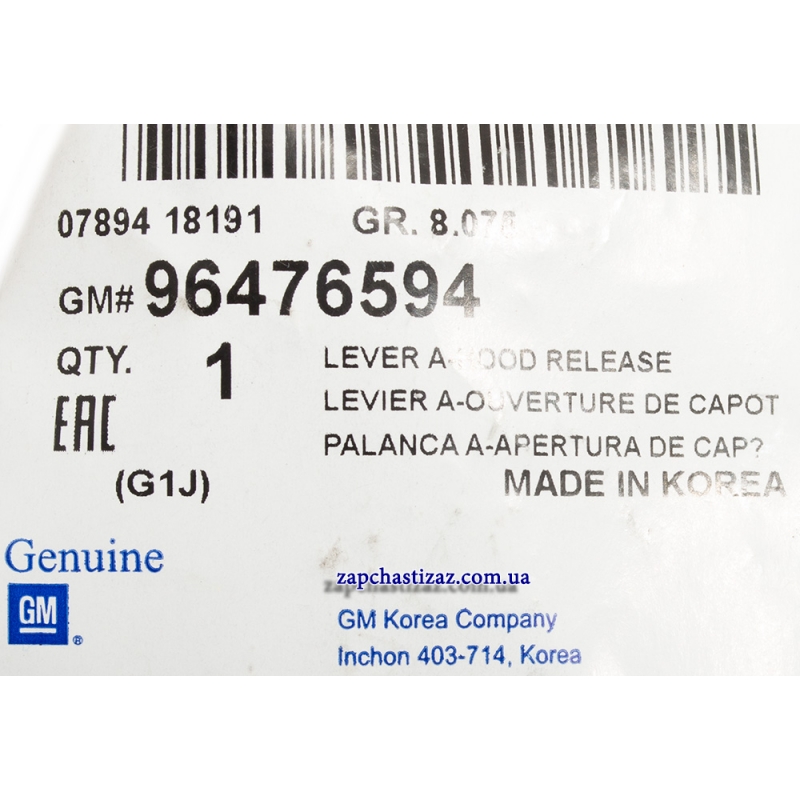 07894 18191 GR. 8.07
GM# 96476594
QTY. 1 LEVER A- RELEASE
LEVIER A-OUVERTURE DE CAPOT
EAC PALANCA A-APERTURA DE CAP?
(G1J) MADE IN KOREA
Genuine
zapchastizaz.com.ua
GM ®
GM Korea Company
Inchon 403-714, Korea